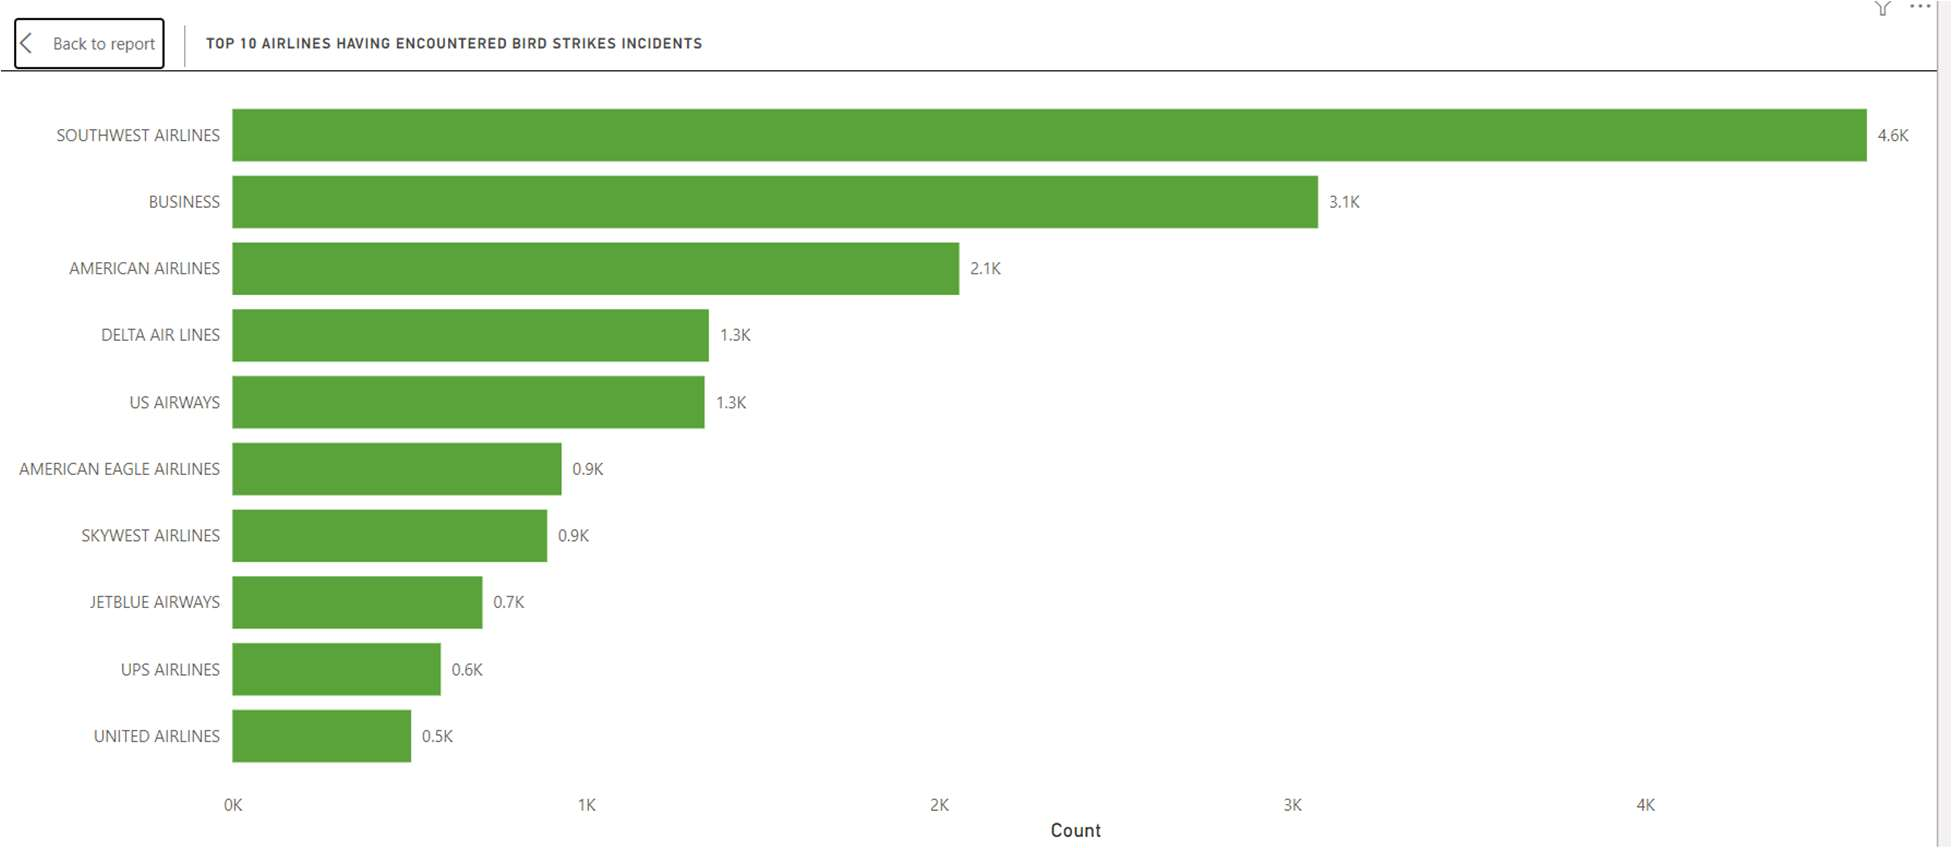 Back to report
TOP 10 AIRLINES HAVING ENCOUNTERED BIRD STRIKES INCIDENTS
SOUTHWEST AIRLINES 4.6K
BUSINESS 3.1K
AMERICAN AIRLINES 2.1K
DELTA AIR LINES 1.3K
US AIRWAYS 1.3K
AMERICAN EAGLE AIRLINES 0.9K
SKYWEST AIRLINES 0.9K
JETBLUE AIRWAYS 0.7K
UPS AIRLINES 0.6K
UNITED AIRLINES 0.5K
0K 1K 2K 3K 4K
Count